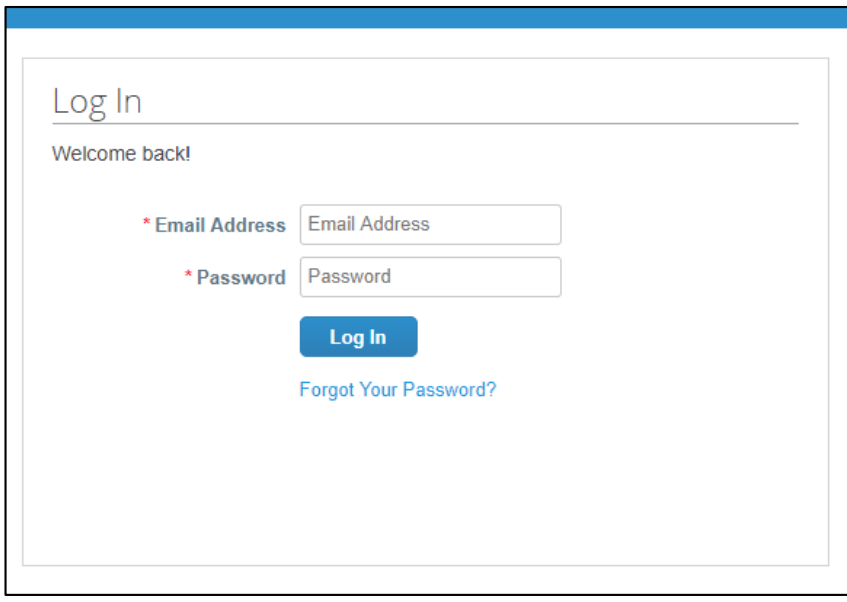 Log In
Welcome back!
* Email Address Email Address
* Password Password
Log In
Forgot Your Password?